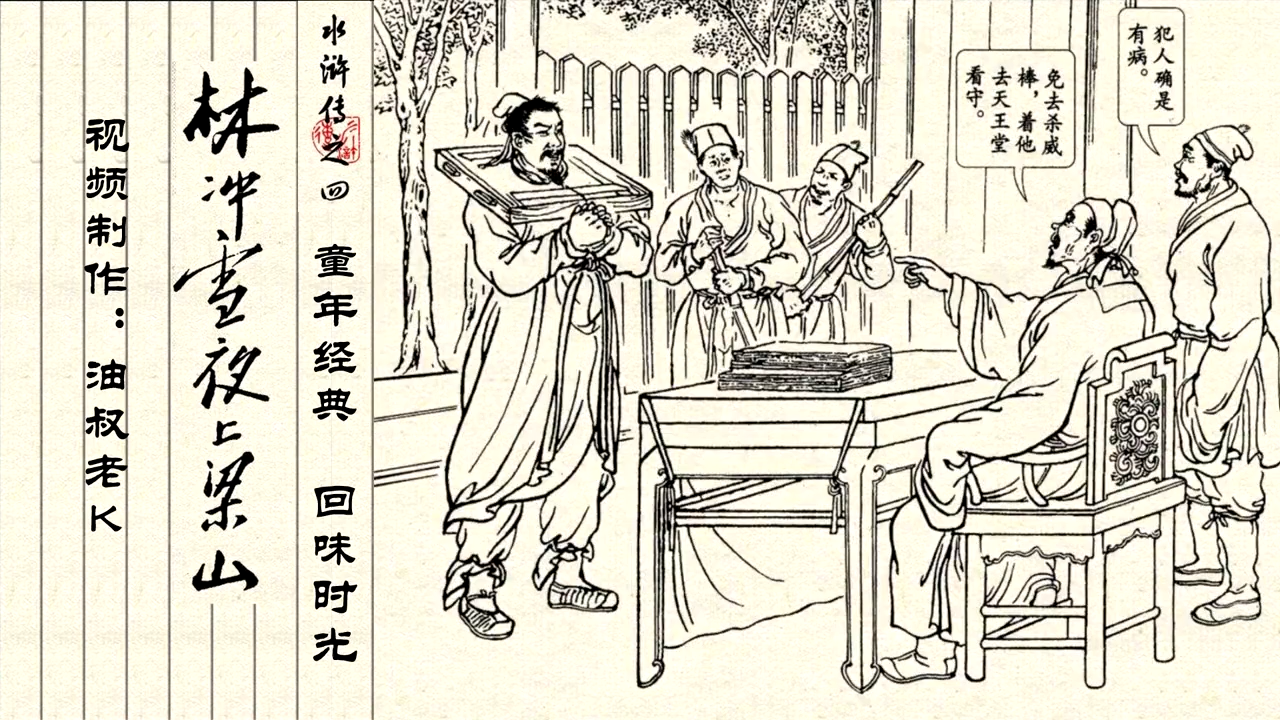 犯人确是
有病。
免去杀威
棒，着他
去天王堂
看守。
水浒传之四
童年经典 回味时光
林冲雪夜上梁山
视频制作：油叔老K